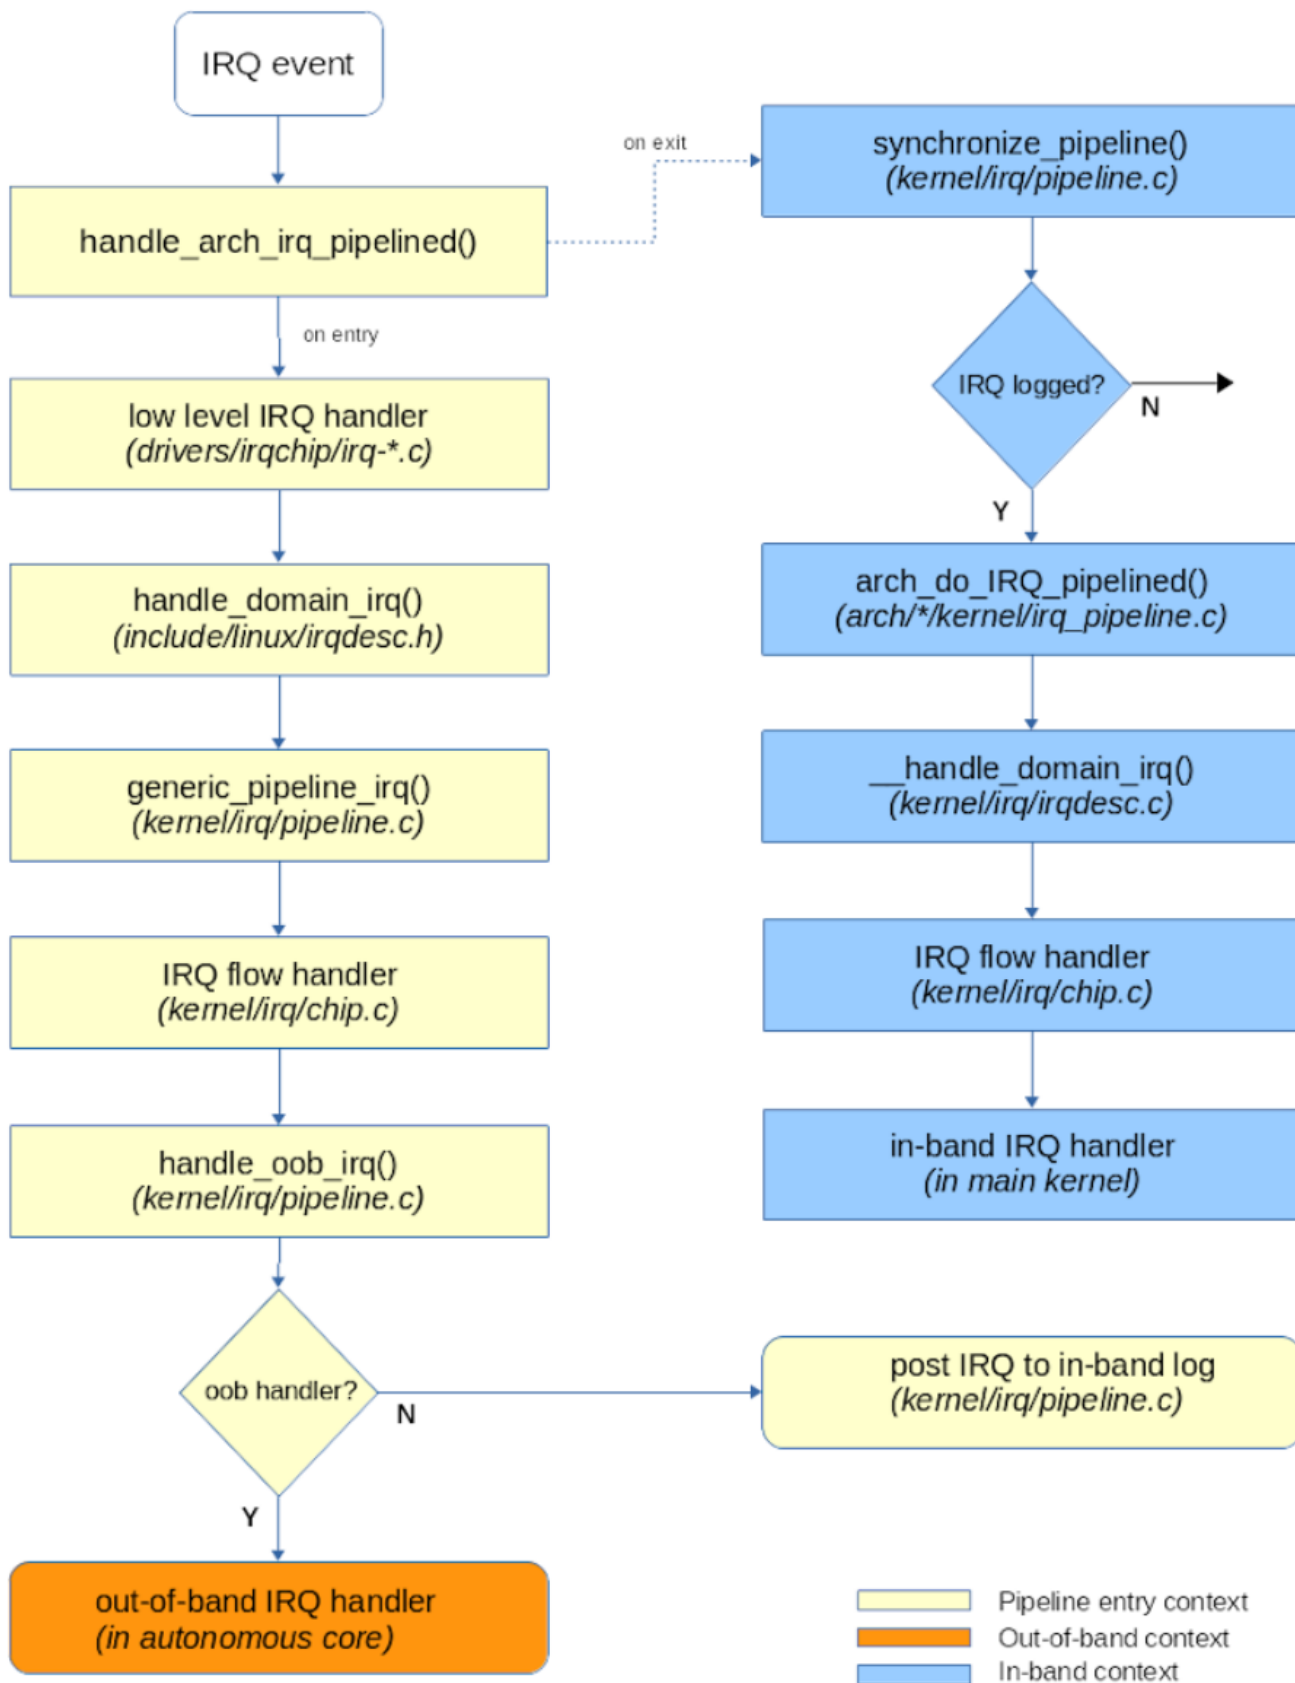 IRQ event
handle_arch_irq_pipelined()
on entry
low level IRQ handler
(drivers/irqchip/irq-*.c)
handle_domain_irq()
(include/linux/irqdesc.h)
generic_pipeline_irq()
(kernel/irq/pipeline.c)
IRQ flow handler
(kernel/irq/chip.c)
handle_oob_irq()
(kernel/irq/pipeline.c)
oob handler?
N
Y
out-of-band IRQ handler
(in autonomous core)
on exit
synchronize_pipeline()
(kernel/irq/pipeline.c)
IRQ logged?
N
Y
arch_do_IRQ_pipelined()
(arch/*/kernel/irq_pipeline.c)
__handle_domain_irq()
(kernel/irq/irqdesc.c)
IRQ flow handler
(kernel/irq/chip.c)
in-band IRQ handler
(in main kernel)
post IRQ to in-band log
(kernel/irq/pipeline.c)
Pipeline entry context
Out-of-band context
In-band context